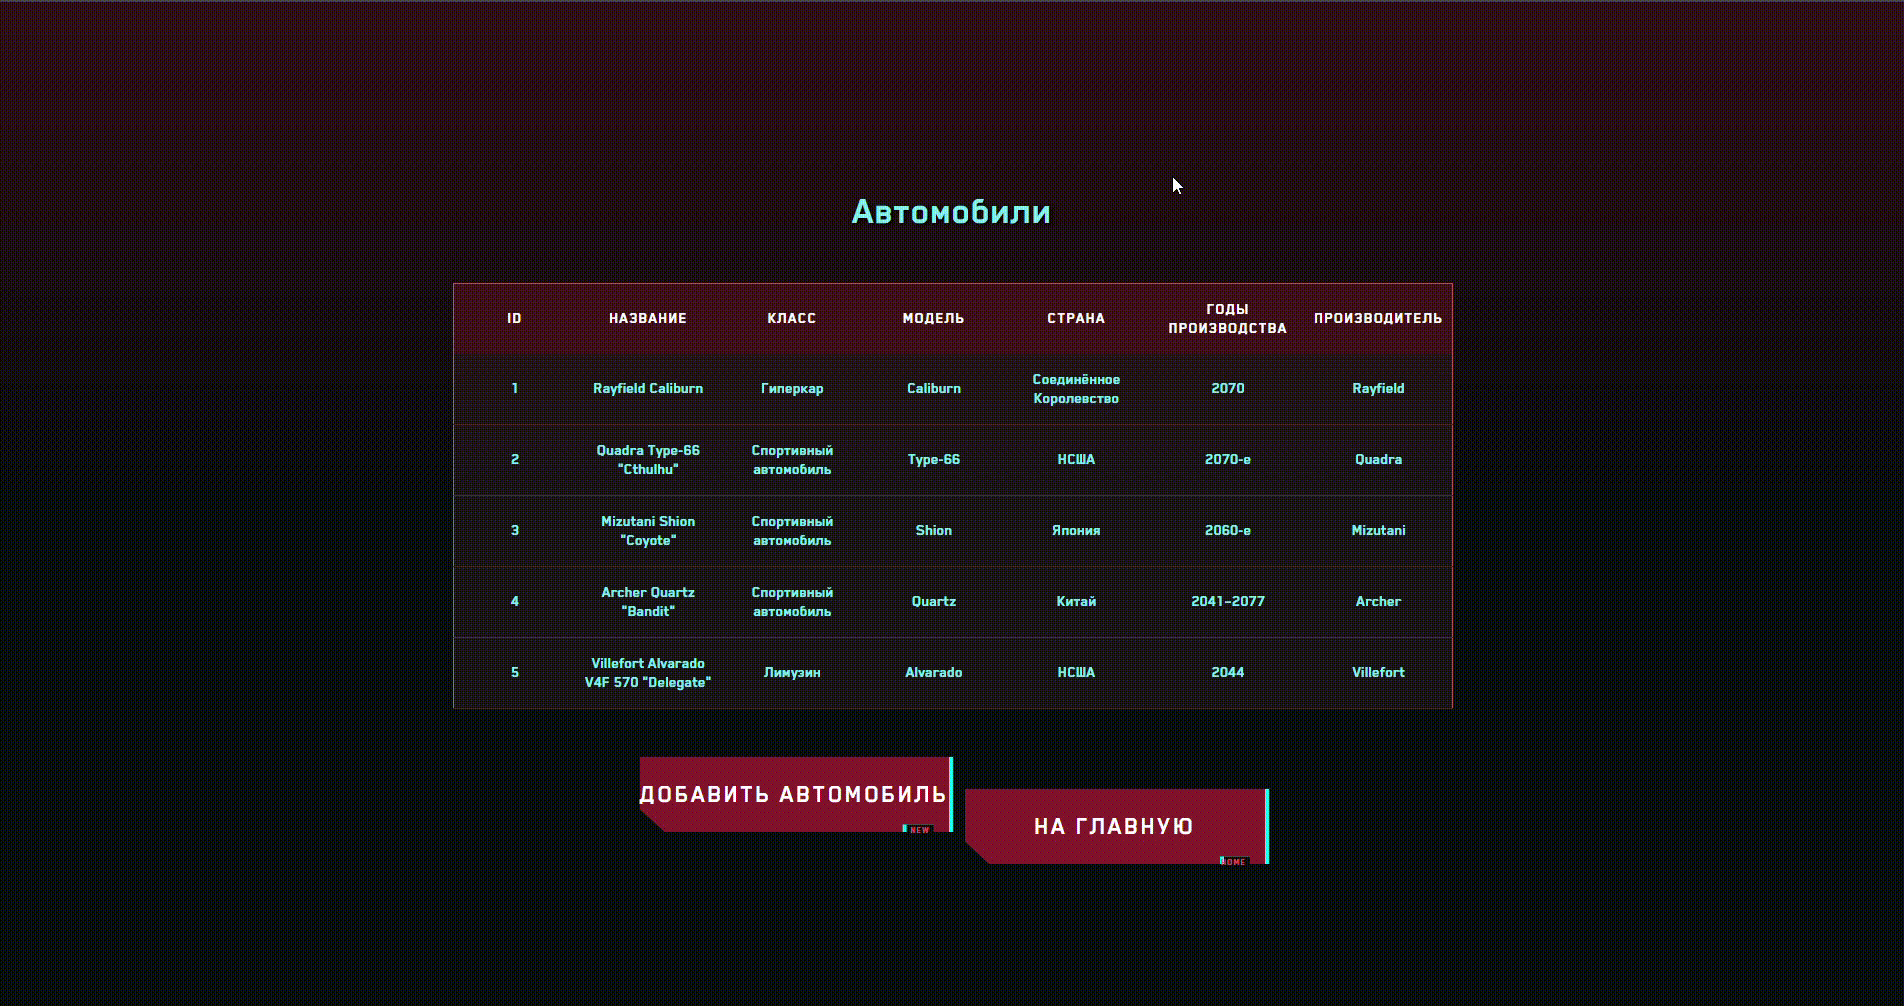 Автомобили
ID НАЗВАНИЕ КЛАСС МОДЕЛЬ СТРАНА ГОДЫ ПРОИЗВОДСТВА ПРОИЗВОДИТЕЛЬ
1 Rayfield Caliburn Гиперкар Caliburn Соединённое Королевство 2070 Rayfield
2 Quadra Type-66 "Cthulhu" Спортивный автомобиль Type-66 НСША 2070-е Quadra
3 Mizutani Shion "Coyote" Спортивный автомобиль Shion Япония 2060-е Mizutani
4 Archer Quartz "Bandit" Спортивный автомобиль Quartz Китай 2041–2077 Archer
5 Villefort Alvarado V4F 570 "Delegate" Лимузин Alvarado НСША 2044 Villefort
ДОБАВИТЬ АВТОМОБИЛЬ
NEW
НА ГЛАВНУЮ
HOME